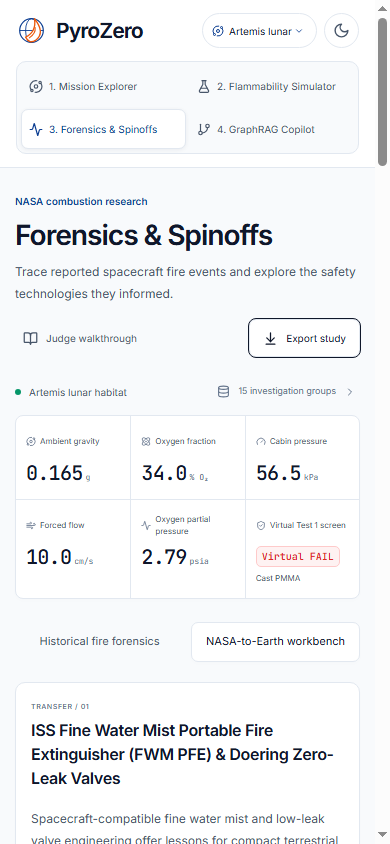 PyroZero
Artemis lunar
1. Mission Explorer
2. Flammability Simulator
3. Forensics & Spinoffs
4. GraphRAG Copilot
NASA combustion research
Forensics & Spinoffs
Trace reported spacecraft fire events and explore the safety
technologies they informed.
Judge walkthrough
Export study
Artemis lunar habitat
15 investigation groups
Ambient gravity
0.165 g
Oxygen fraction
34.0 % O₂
Cabin pressure
56.5 kPa
Forced flow
10.0 cm/s
Oxygen partial
pressure
2.79 psia
Virtual Test 1 screen
Virtual FAIL
Cast PMMA
Historical fire forensics
NASA-to-Earth workbench
TRANSFER / 01
ISS Fine Water Mist Portable Fire
Extinguisher (FWM PFE) & Doering Zero-
Leak Valves
Spacecraft-compatible fine water mist and low-leak
valve engineering offer lessons for compact terrestrial